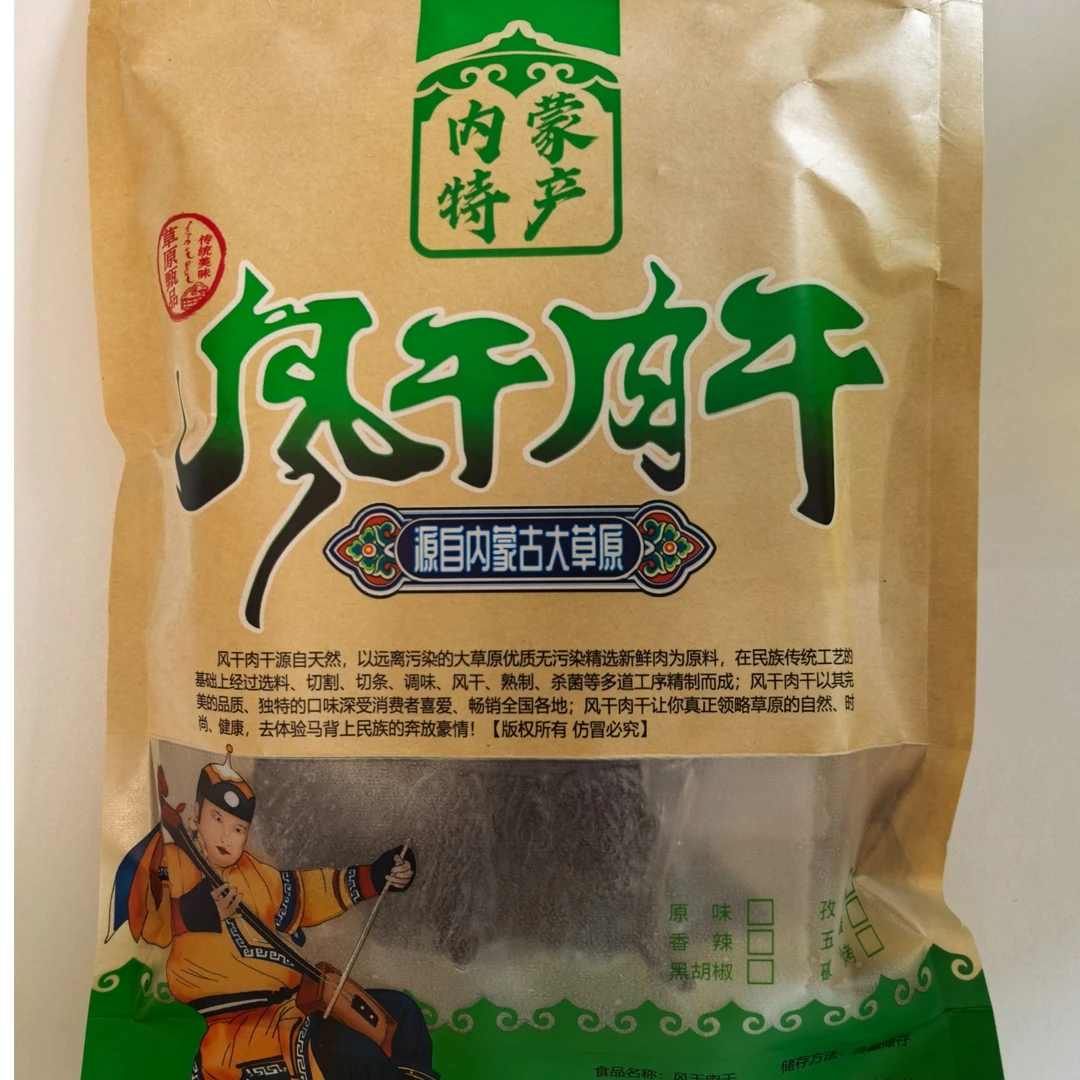 内蒙
特产
传统美味
草原甄品
风干肉干
源自内蒙古大草原
风干肉干源自天然，以远离污染的大草原优质无污染精选新鲜肉为原料，在民族传统工艺的
基础上经过选料、切割、切条、调味、风干、熟制、杀菌等多道工序精制而成；风干肉干以其完
美的品质、独特的口味深受消费者喜爱、畅销全国各地；风干肉干让你真正领略草原的自然、时
尚、健康，去体验马背上民族的奔放豪情！【版权所有 仿冒必究】
原味 孜
香辣 五
黑胡椒 碳烤
食品名称：风干肉干
储存方法：